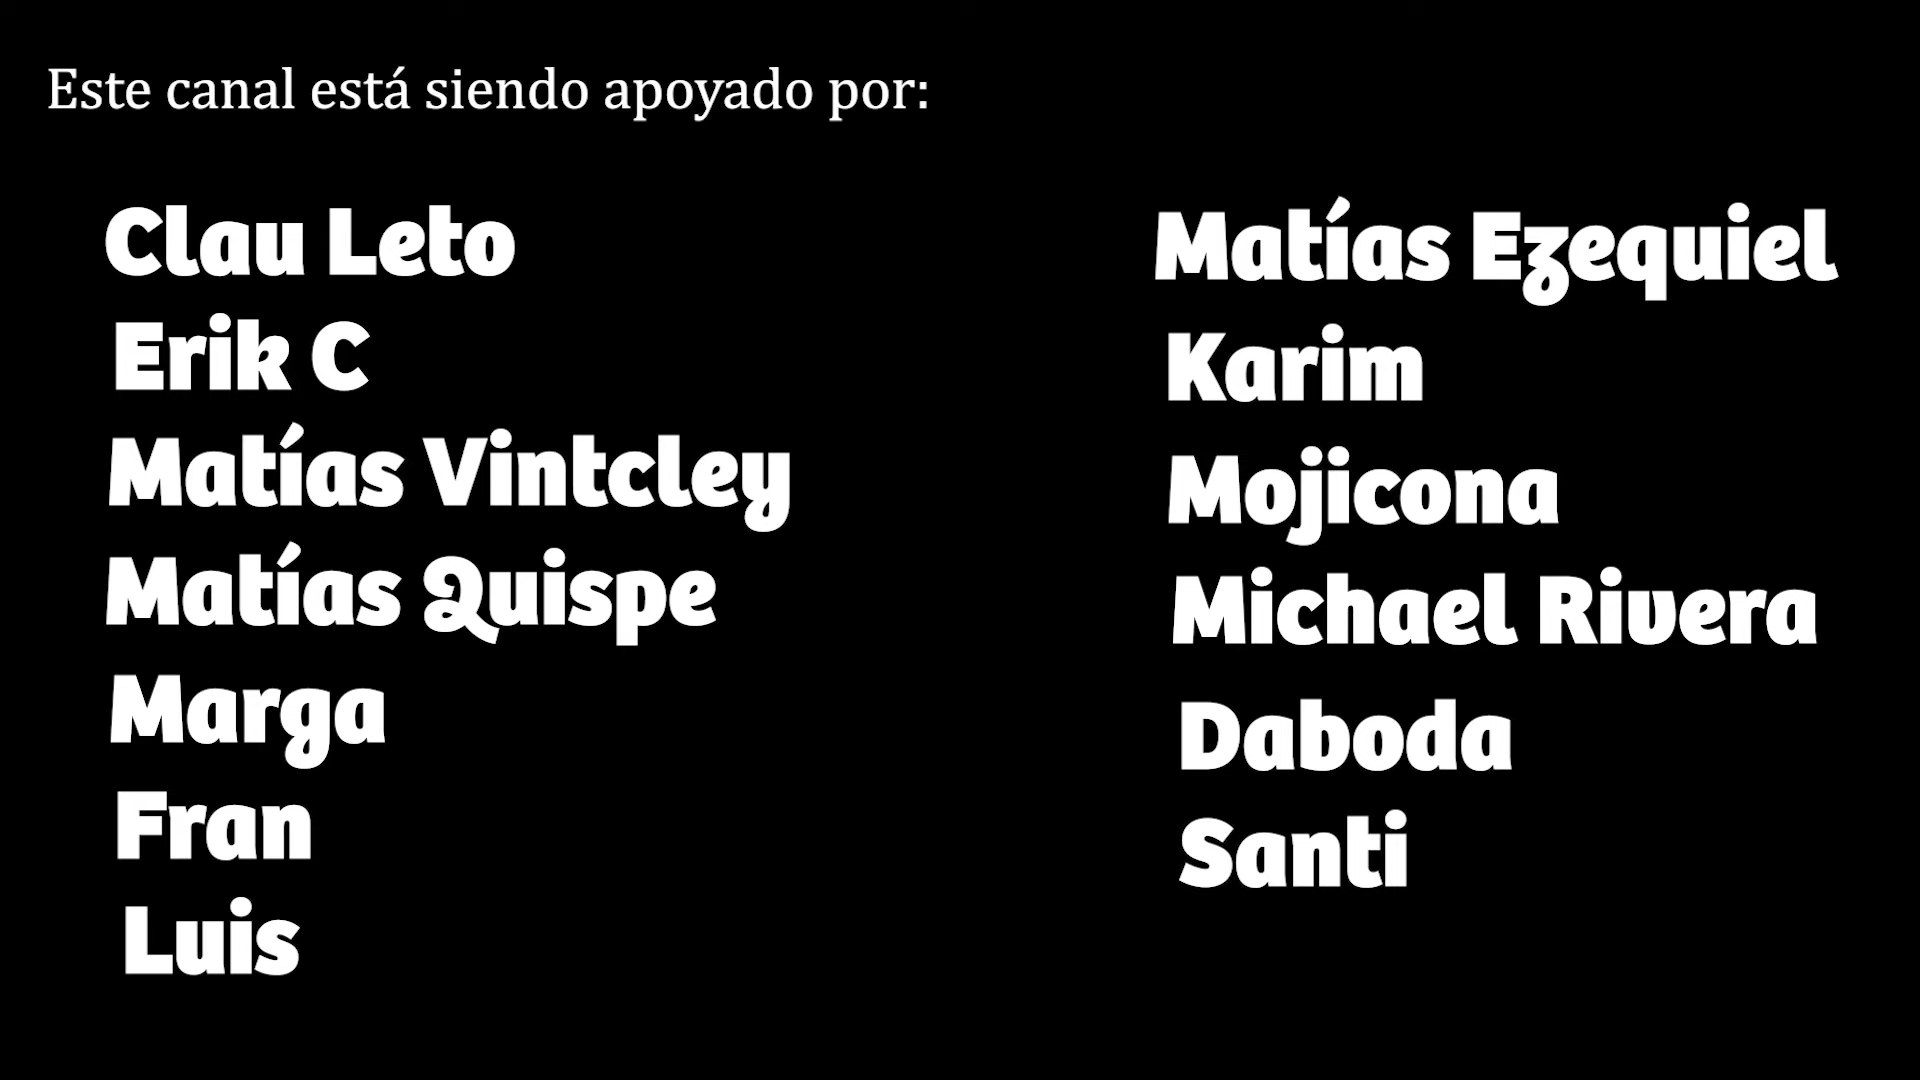 Este canal está siendo apoyado por:
Clau Leto
Erik C
Matías Vintcley
Matías Quispe
Marga
Fran
Luis
Matías Ezequiel
Karim
Mojicona
Michael Rivera
Daboda
Santi